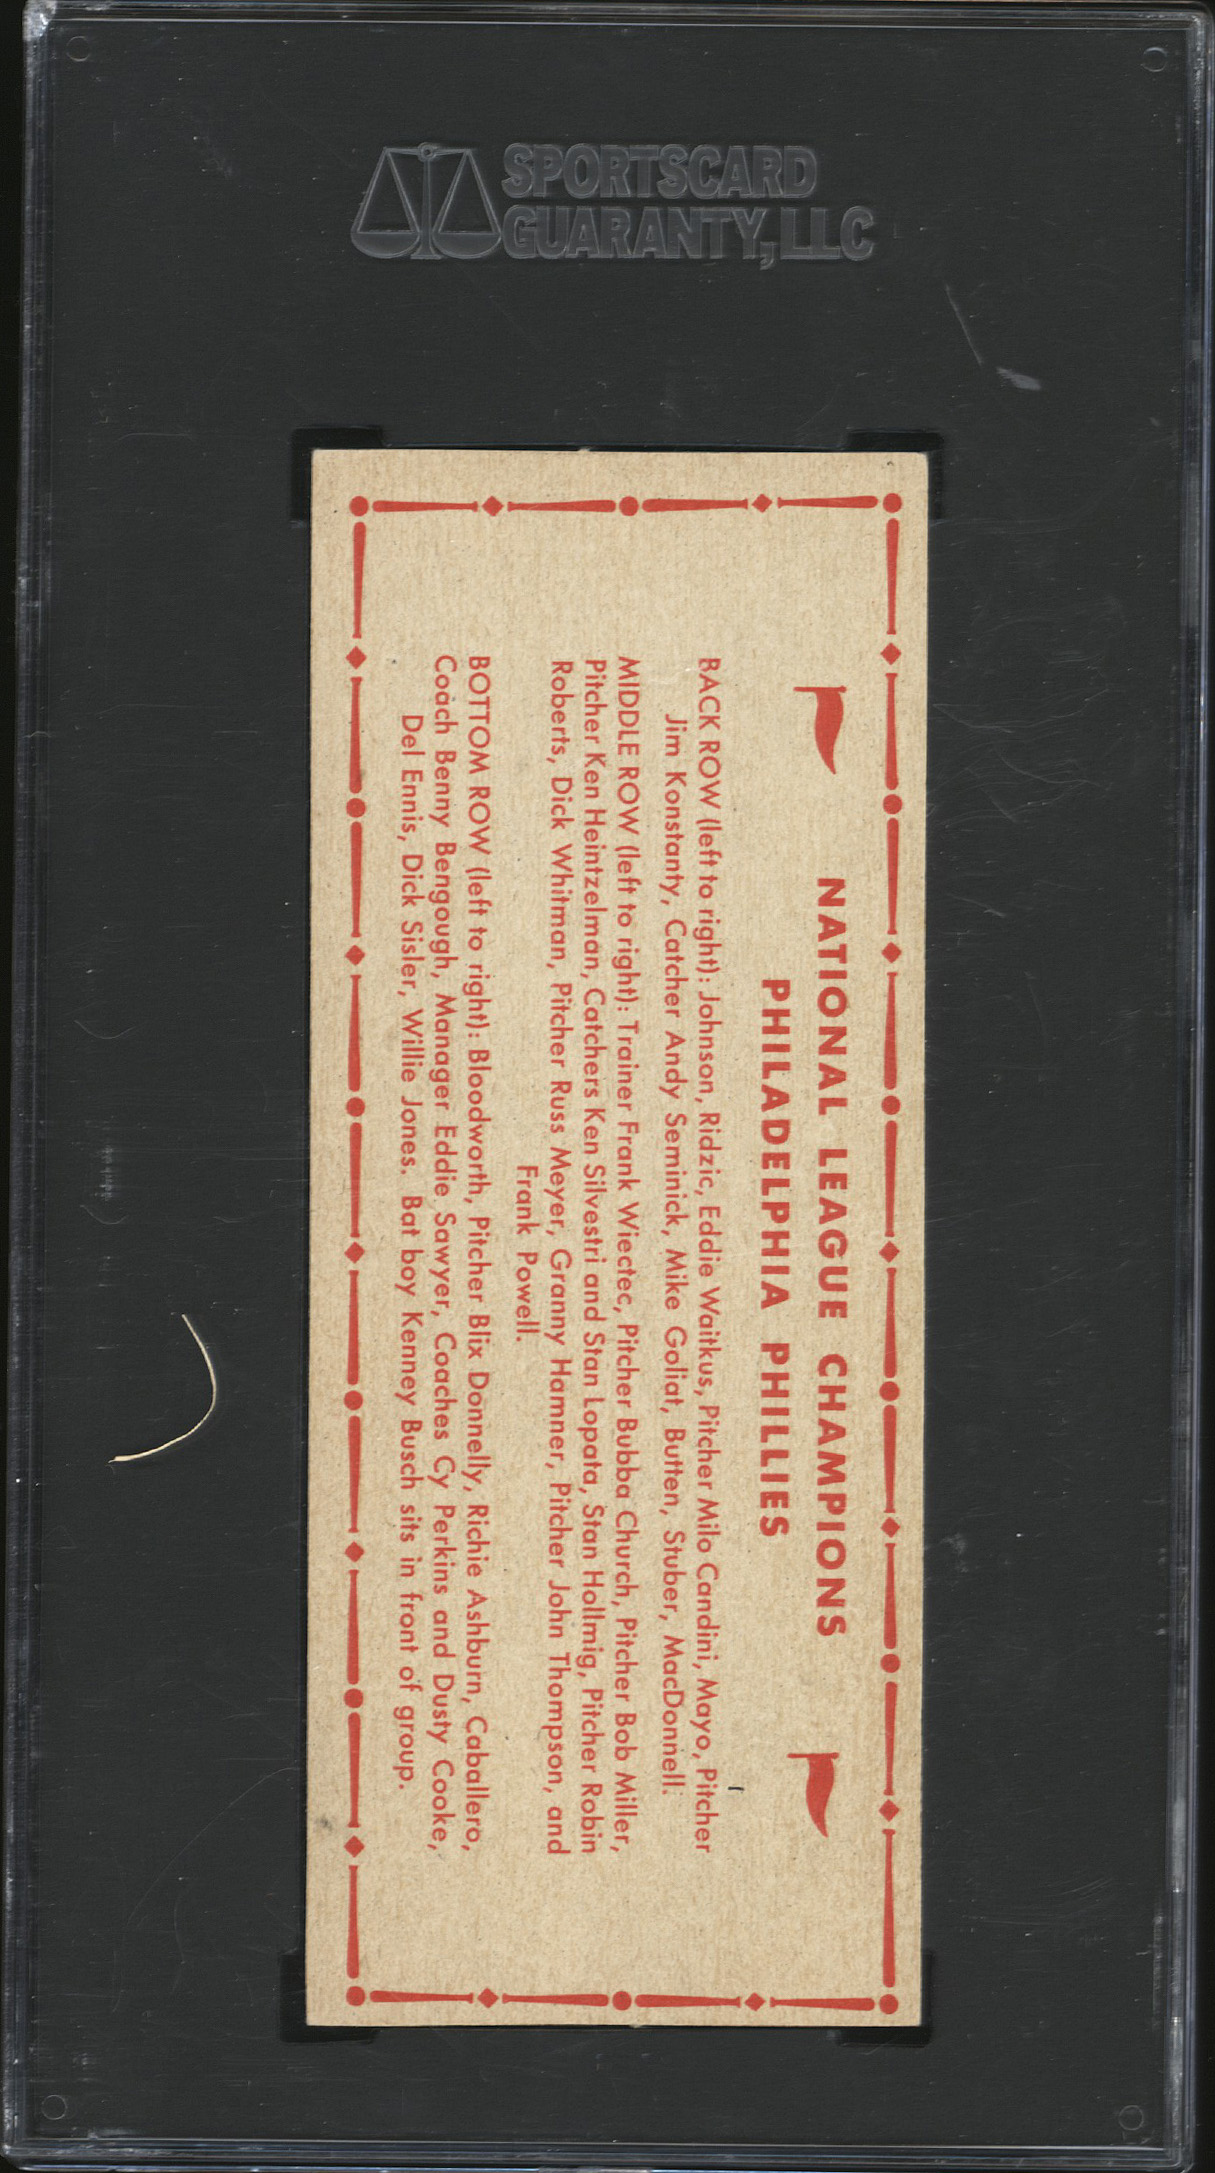 SPORTSCARD
GUARANTY, LLC
NATIONAL LEAGUE CHAMPIONS
PHILADELPHIA PHILLIES
BACK ROW (left to right): Johnson, Ridzic, Eddie Waitkus, Pitcher Milo Candini, Mayo, Pitcher
Jim Konstanty, Catcher Andy Seminick, Mike Goliat, Butten, Stuber, MacDonnell.
MIDDLE ROW (left to right): Trainer Frank Wiectec, Pitcher Bubba Church, Pitcher Bob Miller,
Pitcher Ken Heintzelman, Catchers Ken Silvestri and Stan Lopata, Stan Hollmig, Pitcher Robin
Roberts, Dick Whitman, Pitcher Russ Meyer, Granny Hamner, Pitcher John Thompson, and
Frank Powell.
BOTTOM ROW (left to right): Bloodworth, Pitcher Blix Donnelly, Richie Ashburn, Caballero,
Coach Benny Bengough, Manager Eddie Sawyer, Coaches Cy Perkins and Dusty Cooke,
Del Ennis, Dick Sisler, Willie Jones. Bat boy Kenney Busch sits in front of group.